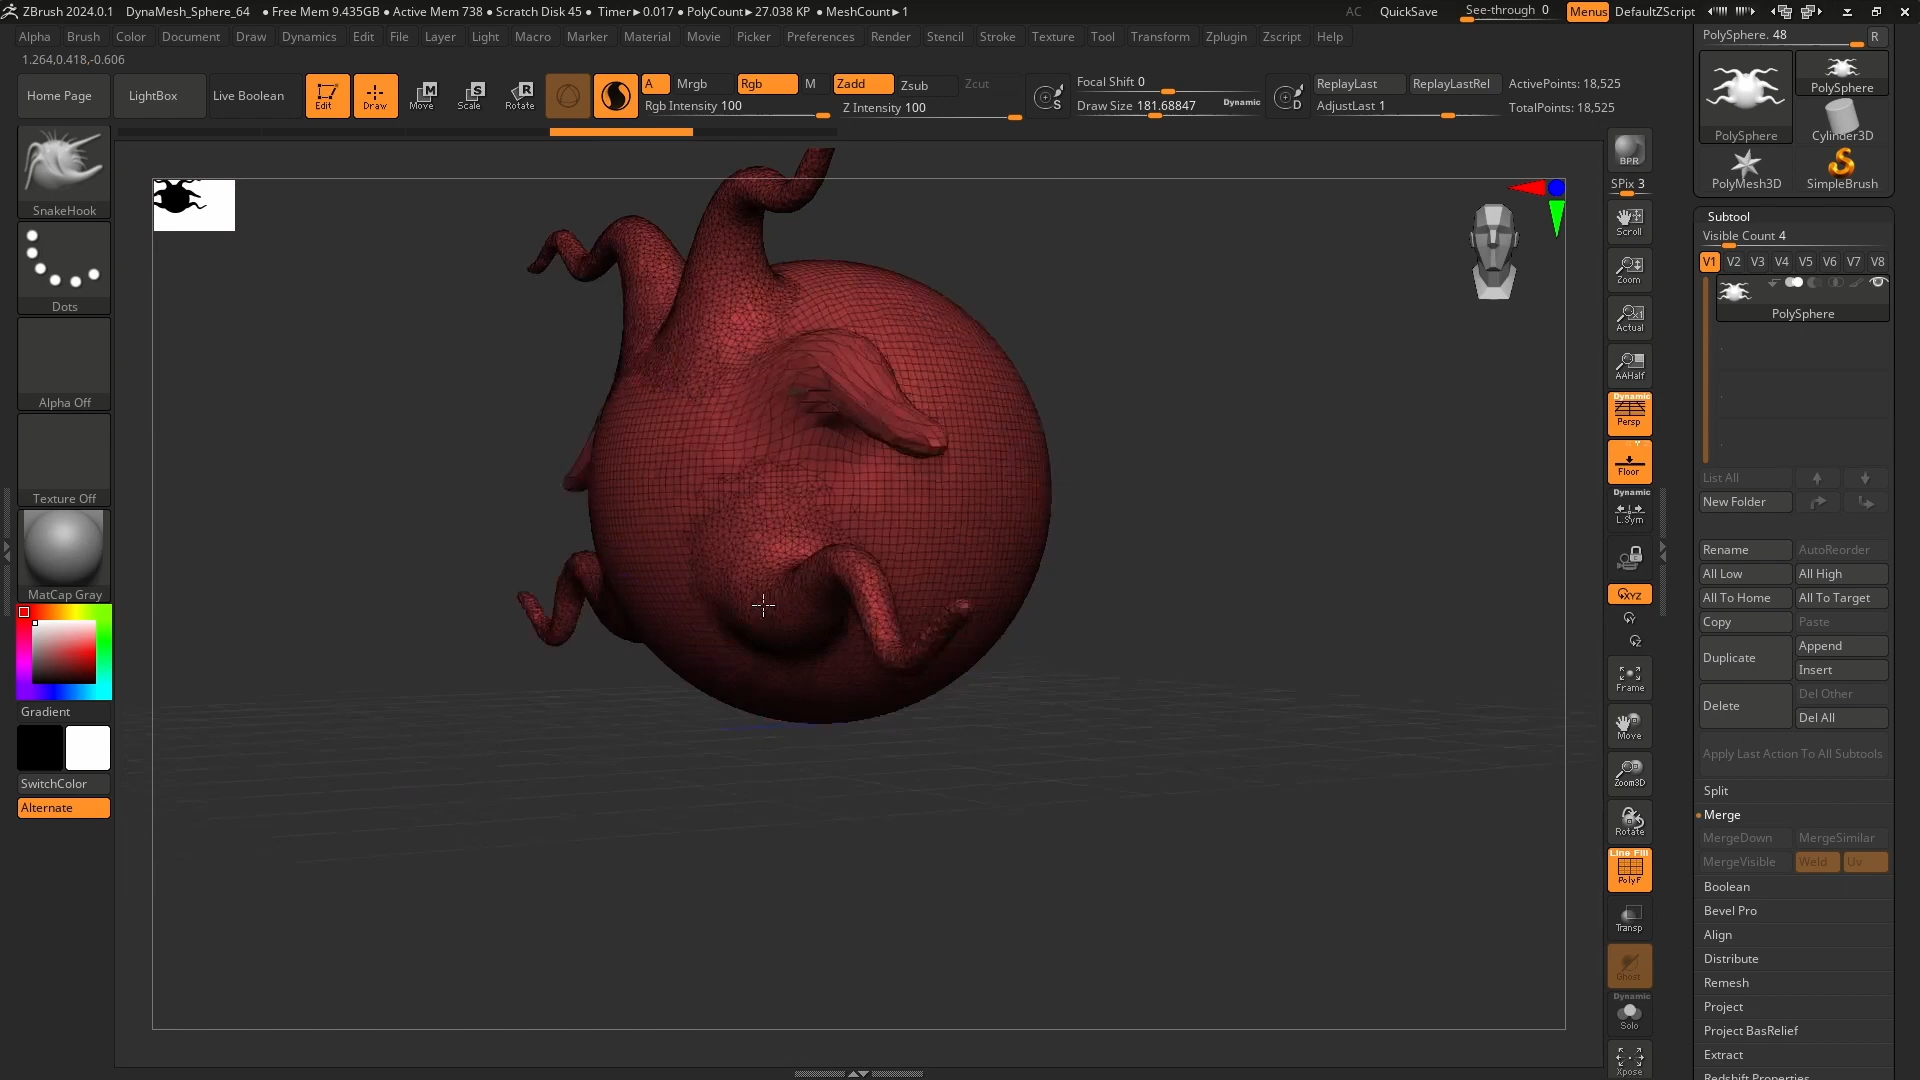 ZBrush 2024.0.1 DynaMesh_Sphere_64 ● Free Mem 9.435GB ● Active Mem 738 ● Scratch Disk 45 ● Timer►0.017 ● PolyCount►27.038 KP ● MeshCount►1 AC QuickSave See-through 0 Menus DefaultZScript
Alpha Brush Color Document Draw Dynamics Edit File Layer Light Macro Marker Material Movie Picker Preferences Render Stencil Stroke Texture Tool Transform Zplugin Zscript Help
1.264,0.418,-0.606
Home Page LightBox Live Boolean Edit Draw Move Scale Rotate
A Mrgb Rgb M Zadd Zsub Zcut
Rgb Intensity 100 Z Intensity 100
Focal Shift 0
Draw Size 181.68847 Dynamic
S D
ReplayLast ReplayLastRel ActivePoints: 18,525
AdjustLast 1 TotalPoints: 18,525
SnakeHook
Dots
Alpha Off
Texture Off
MatCap Gray
Gradient
SwitchColor
Alternate
BPR
SPix 3
Scroll
Zoom
Actual
AAHalf
Dynamic
Persp
Floor
Dynamic
L.Sym
XYZ
Y
Z
Frame
Move
Zoom3D
Rotate
Line Fill
PolyF
Transp
Ghost
Dynamic
Solo
Xpose
PolySphere. 48 R
PolySphere
PolySphere
Cylinder3D
PolyMesh3D
SimpleBrush
Subtool
Visible Count 4
V1 V2 V3 V4 V5 V6 V7 V8
PolySphere
List All
New Folder
Rename AutoReorder
All Low All High
All To Home All To Target
Copy Paste
Duplicate Append
Insert
Delete Del Other
Del All
Apply Last Action To All Subtools
Split
Merge
MergeDown MergeSimilar
MergeVisible Weld Uv
Boolean
Bevel Pro
Align
Distribute
Remesh
Project
Project BasRelief
Extract
Redshift Properties